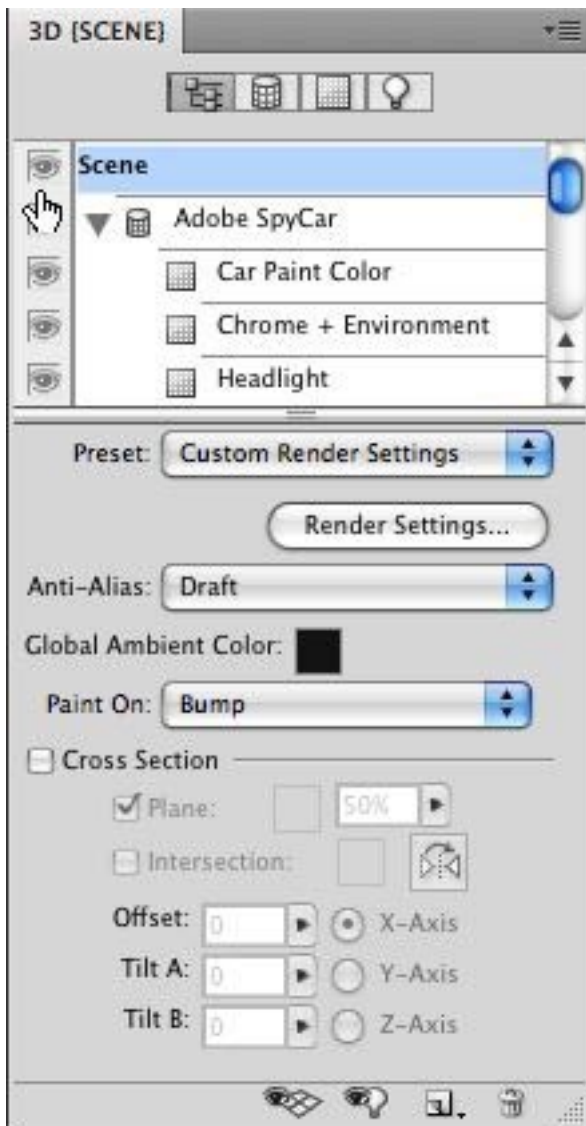 3D {SCENE}
Scene
Adobe SpyCar
Car Paint Color
Chrome + Environment
Headlight
Preset: Custom Render Settings
Render Settings...
Anti-Alias: Draft
Global Ambient Color:
Paint On: Bump
Cross Section
Plane: 50%
Intersection:
Offset: 0 X-Axis
Tilt A: 0 Y-Axis
Tilt B: 0 Z-Axis